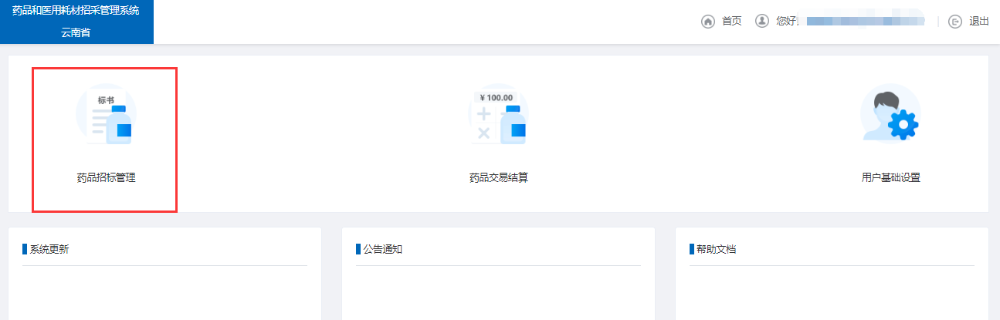 药品和医用耗材招采管理系统
云南省
首页
您好
退出
标书
¥ 100.00
药品招标管理
药品交易结算
用户基础设置
系统更新
公告通知
帮助文档